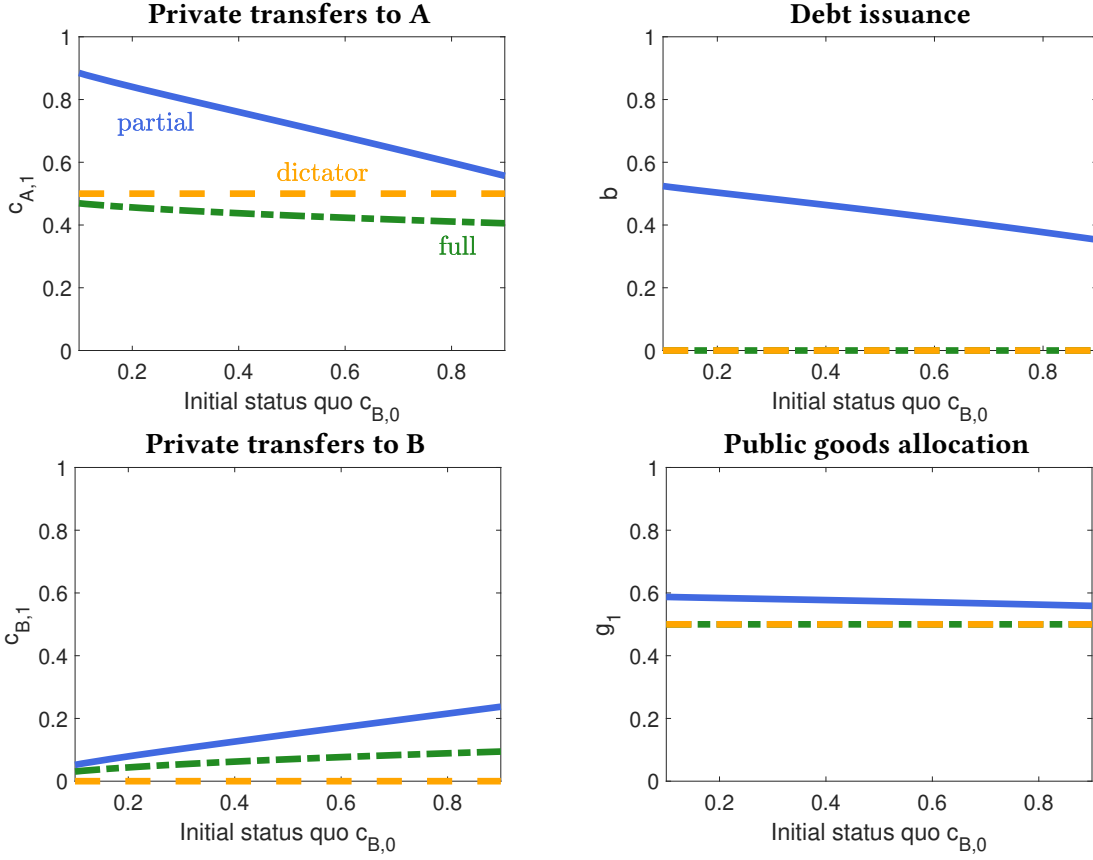 Private transfers to A
1
0.8
0.6
0.4
0.2
0
c_{A,1}
partial
dictator
full
0.2 0.4 0.6 0.8
Initial status quo c_{B,0}
Debt issuance
1
0.8
0.6
0.4
0.2
0
b
0.2 0.4 0.6 0.8
Initial status quo c_{B,0}
Private transfers to B
1
0.8
0.6
0.4
0.2
0
c_{B,1}
0.2 0.4 0.6 0.8
Initial status quo c_{B,0}
Public goods allocation
1
0.8
0.6
0.4
0.2
0
g_1
0.2 0.4 0.6 0.8
Initial status quo c_{B,0}